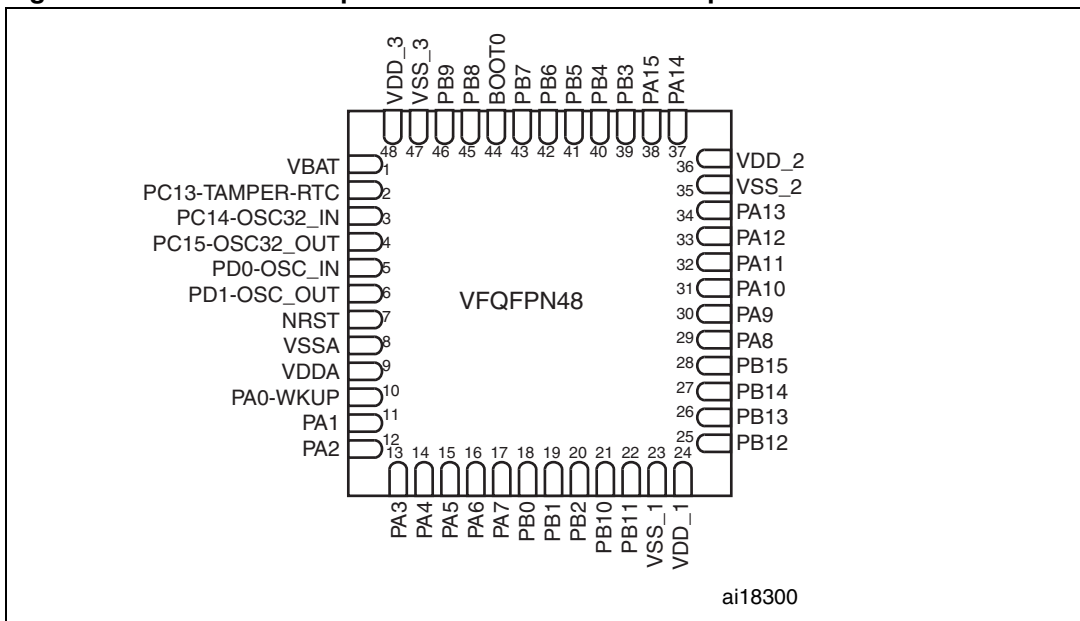 VDD_3
VSS_3
PB9
PB8
BOOT0
PB7
PB6
PB5
PB4
PB3
PA15
PA14
48 47 46 45 44 43 42 41 40 39 38 37
VBAT 1
PC13-TAMPER-RTC 2
PC14-OSC32_IN 3
PC15-OSC32_OUT 4
PD0-OSC_IN 5
PD1-OSC_OUT 6
NRST 7
VSSA 8
VDDA 9
PA0-WKUP 10
PA1 11
PA2 12
VFQFPN48
36 VDD_2
35 VSS_2
34 PA13
33 PA12
32 PA11
31 PA10
30 PA9
29 PA8
28 PB15
27 PB14
26 PB13
25 PB12
13 14 15 16 17 18 19 20 21 22 23 24
PA3
PA4
PA5
PA6
PA7
PB0
PB1
PB2
PB10
PB11
VSS_1
VDD_1
ai18300